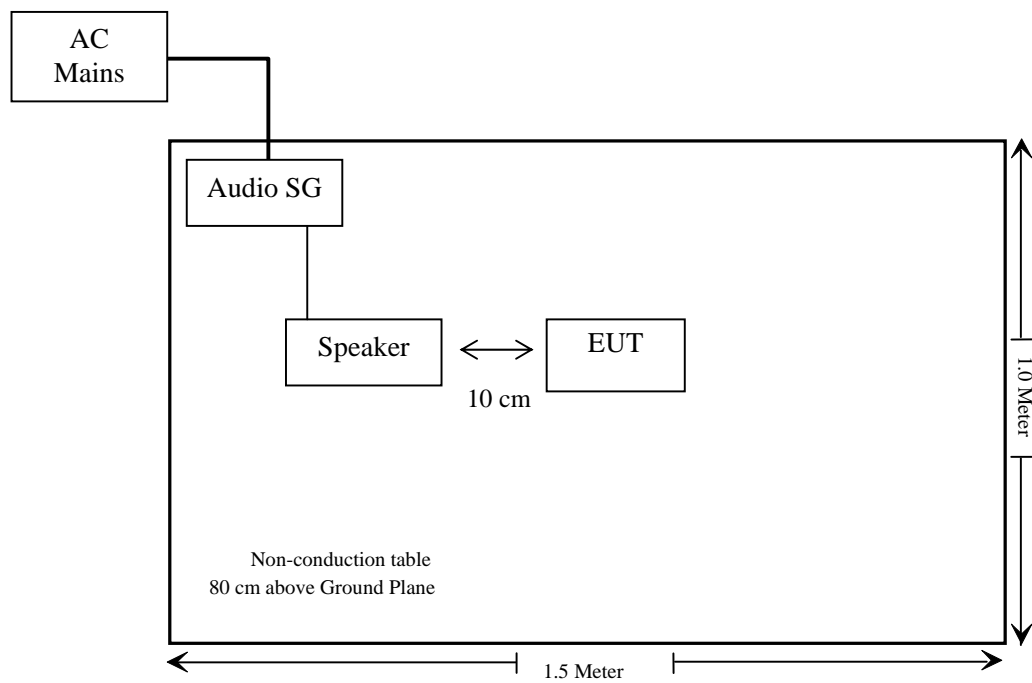 AC
Mains
Audio SG
Speaker
EUT
10 cm
1.0 Meter
Non-conduction table
80 cm above Ground Plane
1.5 Meter